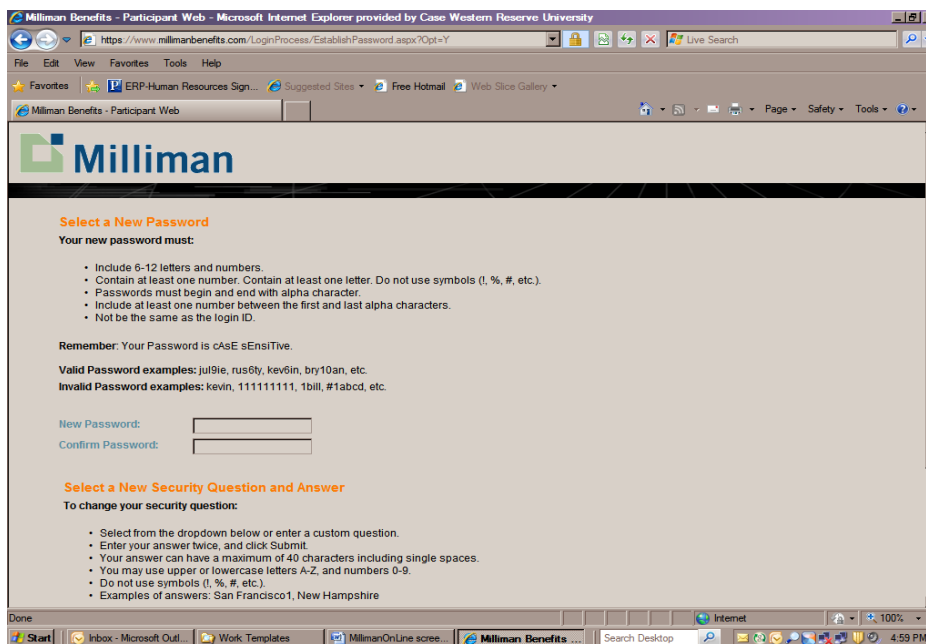 Milliman Benefits - Participant Web - Microsoft Internet Explorer provided by Case Western Reserve University
https://www.millimanbenefits.com/LoginProcess/EstablishPassword.aspx?Opt=Y
Live Search
File Edit View Favorites Tools Help
Favorites ERP-Human Resources Sign... Suggested Sites Free Hotmail Web Slice Gallery
Milliman Benefits - Participant Web Page Safety Tools
Milliman
Select a New Password
Your new password must:
• Include 6-12 letters and numbers.
• Contain at least one number. Contain at least one letter. Do not use symbols (!, %, #, etc.).
• Passwords must begin and end with alpha character.
• Include at least one number between the first and last alpha characters.
• Not be the same as the login ID.
Remember: Your Password is cAsE sEnsiTive.
Valid Password examples: jul9ie, rus6ty, kev6in, bry10an, etc.
Invalid Password examples: kevin, 111111111, 1bill, #1abcd, etc.
New Password:
Confirm Password:
Select a New Security Question and Answer
To change your security question:
• Select from the dropdown below or enter a custom question.
• Enter your answer twice, and click Submit.
• Your answer can have a maximum of 40 characters including single spaces.
• You may use upper or lowercase letters A-Z, and numbers 0-9.
• Do not use symbols (!, %, #, etc.).
• Examples of answers: San Francisco1, New Hampshire
Done Internet 100%
Start Inbox - Microsoft Outl... Work Templates MillimanOnLine scree... Milliman Benefits ... Search Desktop 4:59 PM